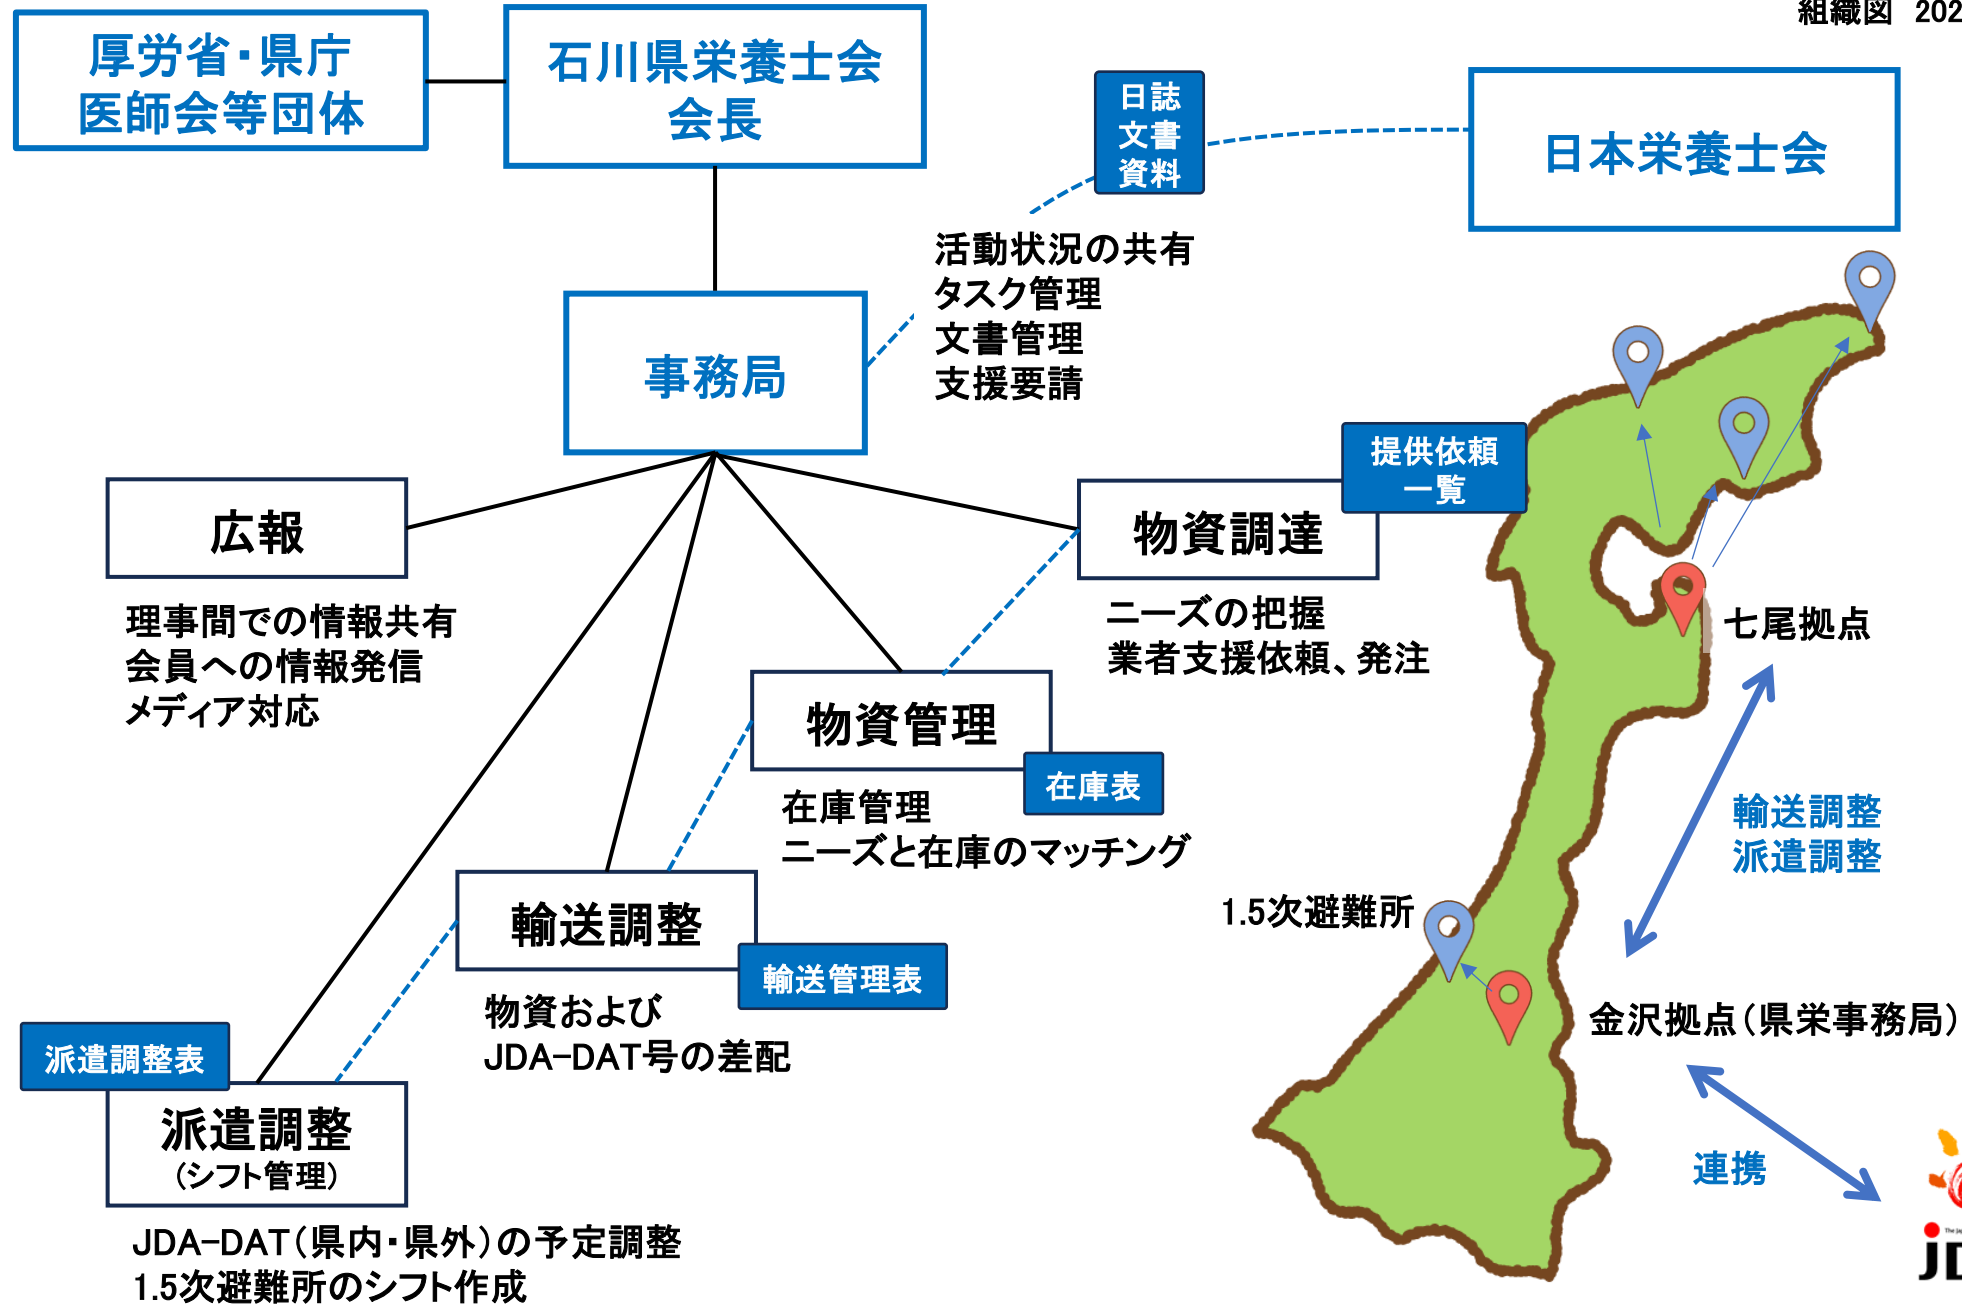 組織図 202
厚労省・県庁
医師会等団体
石川県栄養士会
会長
日誌
文書
資料
日本栄養士会
活動状況の共有
タスク管理
文書管理
支援要請
事務局
提供依頼
一覧
広報
物資調達
理事間での情報共有
会員への情報発信
メディア対応
ニーズの把握
業者支援依頼、発注
七尾拠点
物資管理
在庫表
在庫管理
ニーズと在庫のマッチング
輸送調整
派遣調整
輸送調整
輸送管理表
1.5次避難所
物資および
JDA-DAT号の差配
金沢拠点(県栄事務局)
派遣調整表
派遣調整
(シフト管理)
連携
JDA-DAT(県内・県外)の予定調整
1.5次避難所のシフト作成